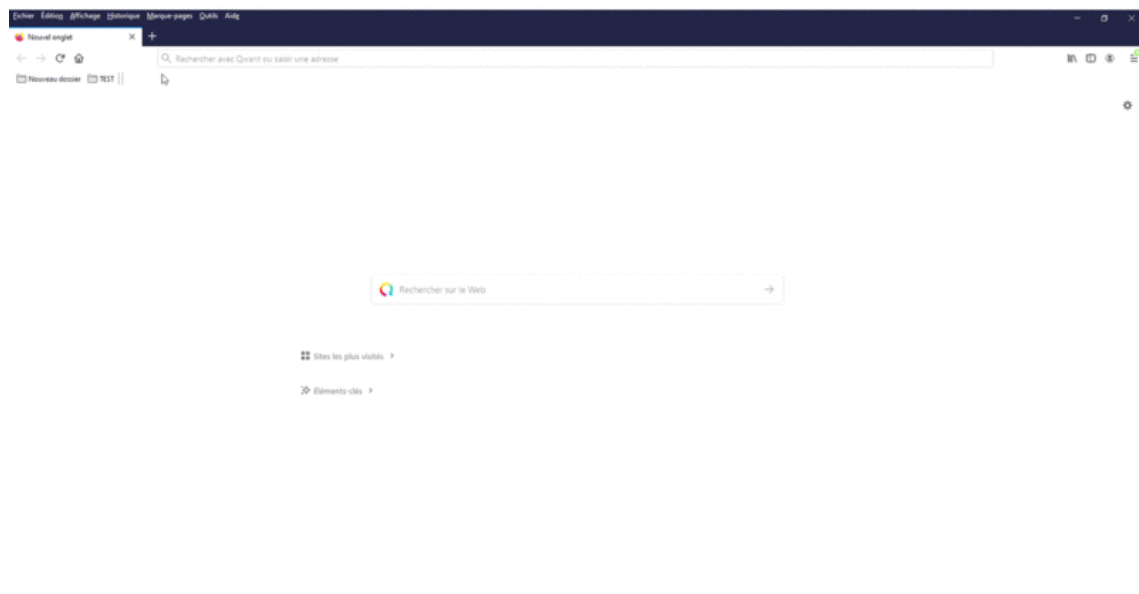 Fichier Édition Affichage Historique Marque-pages Outils Aide
Nouvel onglet
Rechercher avec Qwant ou saisir une adresse
Nouveau dossier TEST
Rechercher sur le Web
Sites les plus visités
Éléments-clés